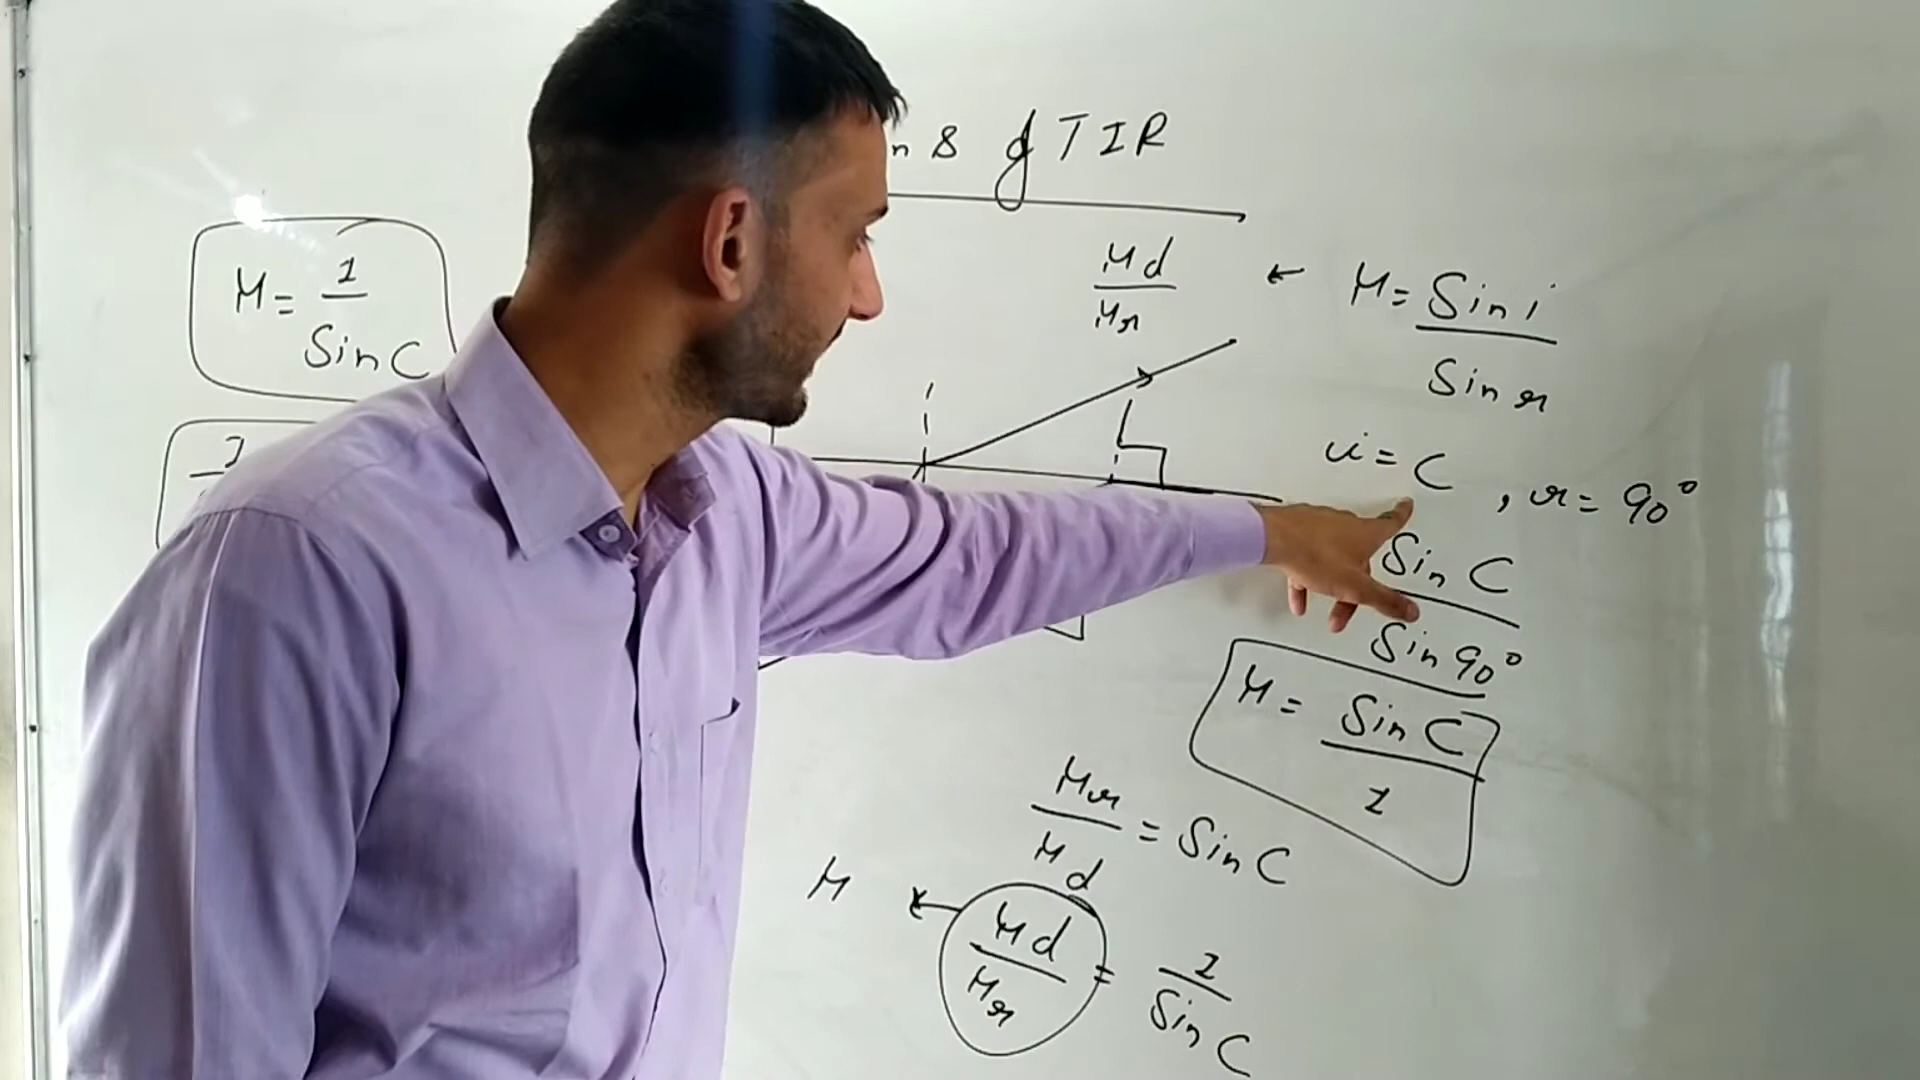 n & of TIR
μ = 1 / Sin C
1
μd / μr ← μ = Sin i / Sin r
i = C , r = 90°
Sin C / Sin 90°
μ = Sin C / 1
μr / μd = Sin C
μ ← μd / μr = 1 / Sin C